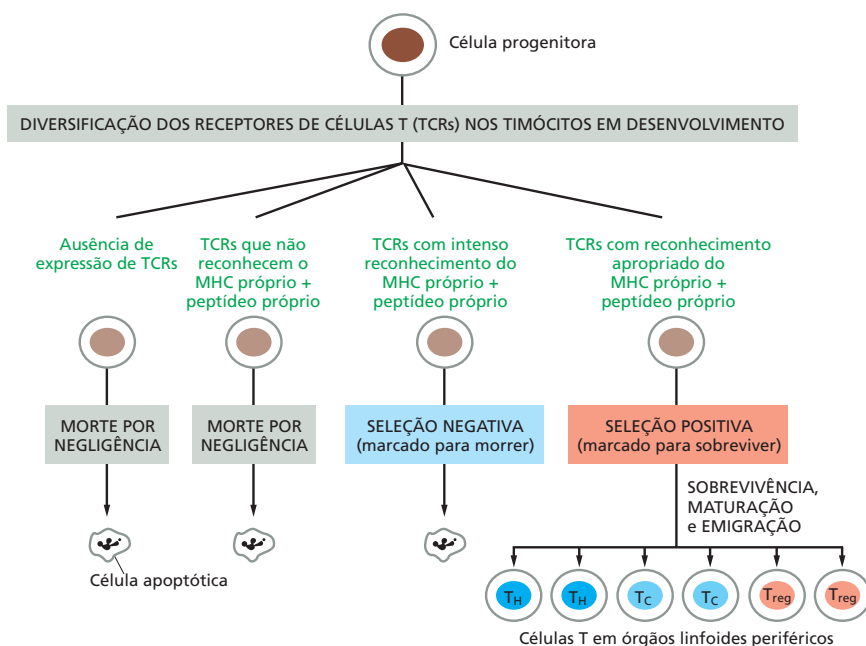 Célula progenitora
DIVERSIFICAÇÃO DOS RECEPTORES DE CÉLULAS T (TCRs) NOS TIMÓCITOS EM DESENVOLVIMENTO
Ausência de
expressão de TCRs
TCRs que não
reconhecem o
MHC próprio +
peptídeo próprio
TCRs com intenso
reconhecimento do
MHC próprio +
peptídeo próprio
TCRs com reconhecimento
apropriado do
MHC próprio +
peptídeo próprio
MORTE POR
NEGLIGÊNCIA
MORTE POR
NEGLIGÊNCIA
SELEÇÃO NEGATIVA
(marcado para morrer)
SELEÇÃO POSITIVA
(marcado para sobreviver)
SOBREVIVÊNCIA,
MATURAÇÃO
e EMIGRAÇÃO
Célula apoptótica
TH
TH
TC
TC
Treg
Treg
Células T em órgãos linfoides periféricos